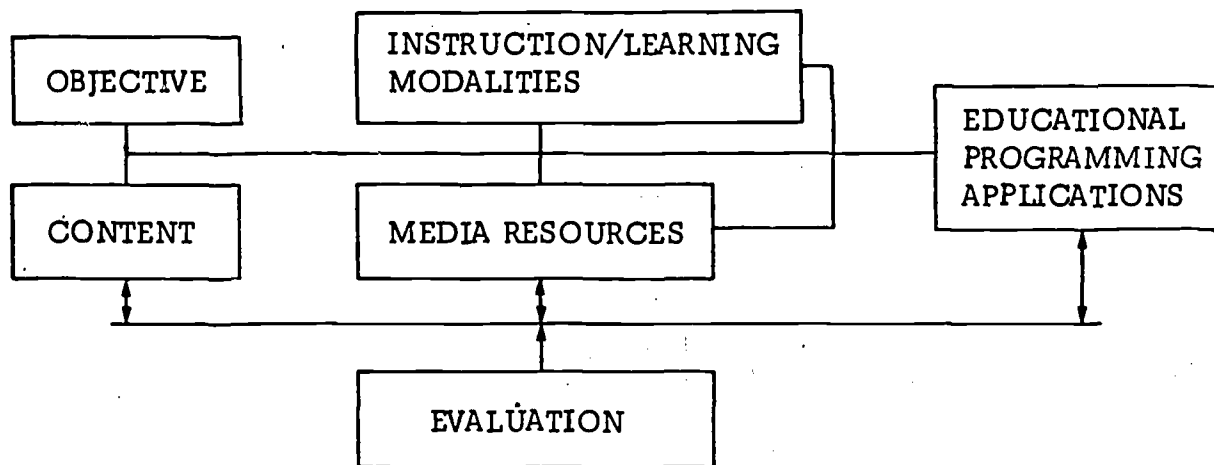 OBJECTIVE
INSTRUCTION/LEARNING
MODALITIES
EDUCATIONAL
PROGRAMMING
APPLICATIONS
CONTENT
MEDIA RESOURCES
EVALUATION